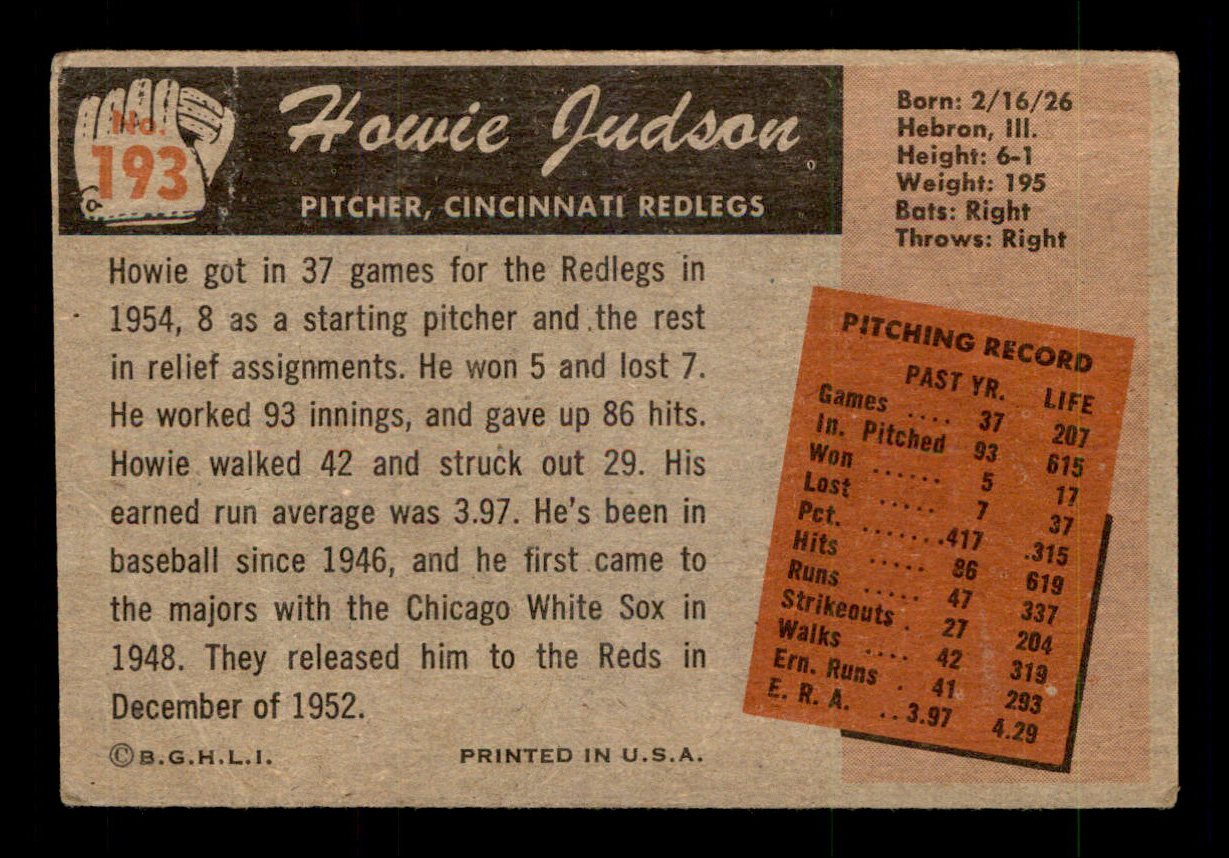 No.
193
Howie Judson
PITCHER, CINCINNATI REDLEGS
Born: 2/16/26
Hebron, Ill.
Height: 6-1
Weight: 195
Bats: Right
Throws: Right
Howie got in 37 games for the Redlegs in
1954, 8 as a starting pitcher and the rest
in relief assignments. He won 5 and lost 7.
He worked 93 innings, and gave up 86 hits.
Howie walked 42 and struck out 29. His
earned run average was 3.97. He's been in
baseball since 1946, and he first came to
the majors with the Chicago White Sox in
1948. They released him to the Reds in
December of 1952.
PITCHING RECORD
PAST YR. LIFE
Games .... 37 207
In. Pitched 93 615
Won ...... 5 17
Lost ..... 7 37
Pct. .......417 .315
Hits ..... 86 619
Runs ..... 47 337
Strikeouts . 27 204
Walks .... 42 319
Ern. Runs . 41 293
E. R. A. ..3.97 4.29
©B.G.H.L.I. PRINTED IN U.S.A.